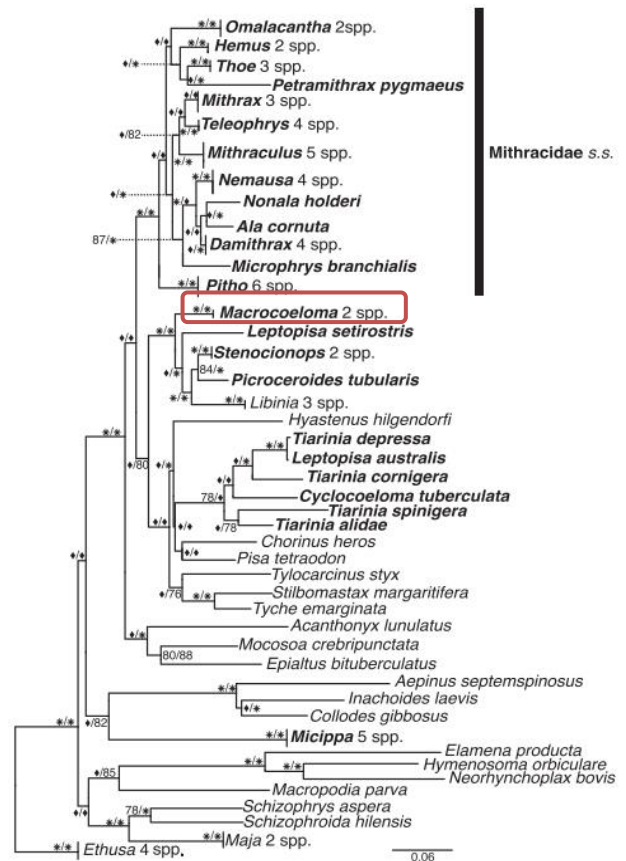 Omalacantha 2spp.
Hemus 2 spp.
Thoe 3 spp.
Petramithrax pygmaeus
Mithrax 3 spp.
Teleophrys 4 spp.
Mithraculus 5 spp.
Mithracidae s.s.
Nemausa 4 spp.
Nonala holderi
Ala cornuta
Damithrax 4 spp.
Microphrys branchialis
Pitho 6 spp.
Macrocoeloma 2 spp.
Leptopisa setirostris
Stenocionops 2 spp.
Picroceroides tubularis
Libinia 3 spp.
Hyastenus hilgendorfi
Tiarinia depressa
Leptopisa australis
Tiarinia cornigera
Cyclocoeloma tuberculata
Tiarinia spinigera
Tiarinia alidae
Chorinus heros
Pisa tetraodon
Tylocarcinus styx
Stilbomastax margaritifera
Tyche emarginata
Acanthonyx lunulatus
Mocosoa crebripunctata
Epialtus bituberculatus
Aepinus septemspinosus
Inachoides laevis
Collodes gibbosus
Micippa 5 spp.
Elamena producta
Hymenosoma orbiculare
Neorhynchoplax bovis
Macropodia parva
Schizophrys aspera
Schizophroida hilensis
Maja 2 spp.
Ethusa 4 spp.
♦/82
87/*
84/*
♦/80
78/♦
♦/78
♦/76
80/88
♦/82
♦/85
78/*
0.06